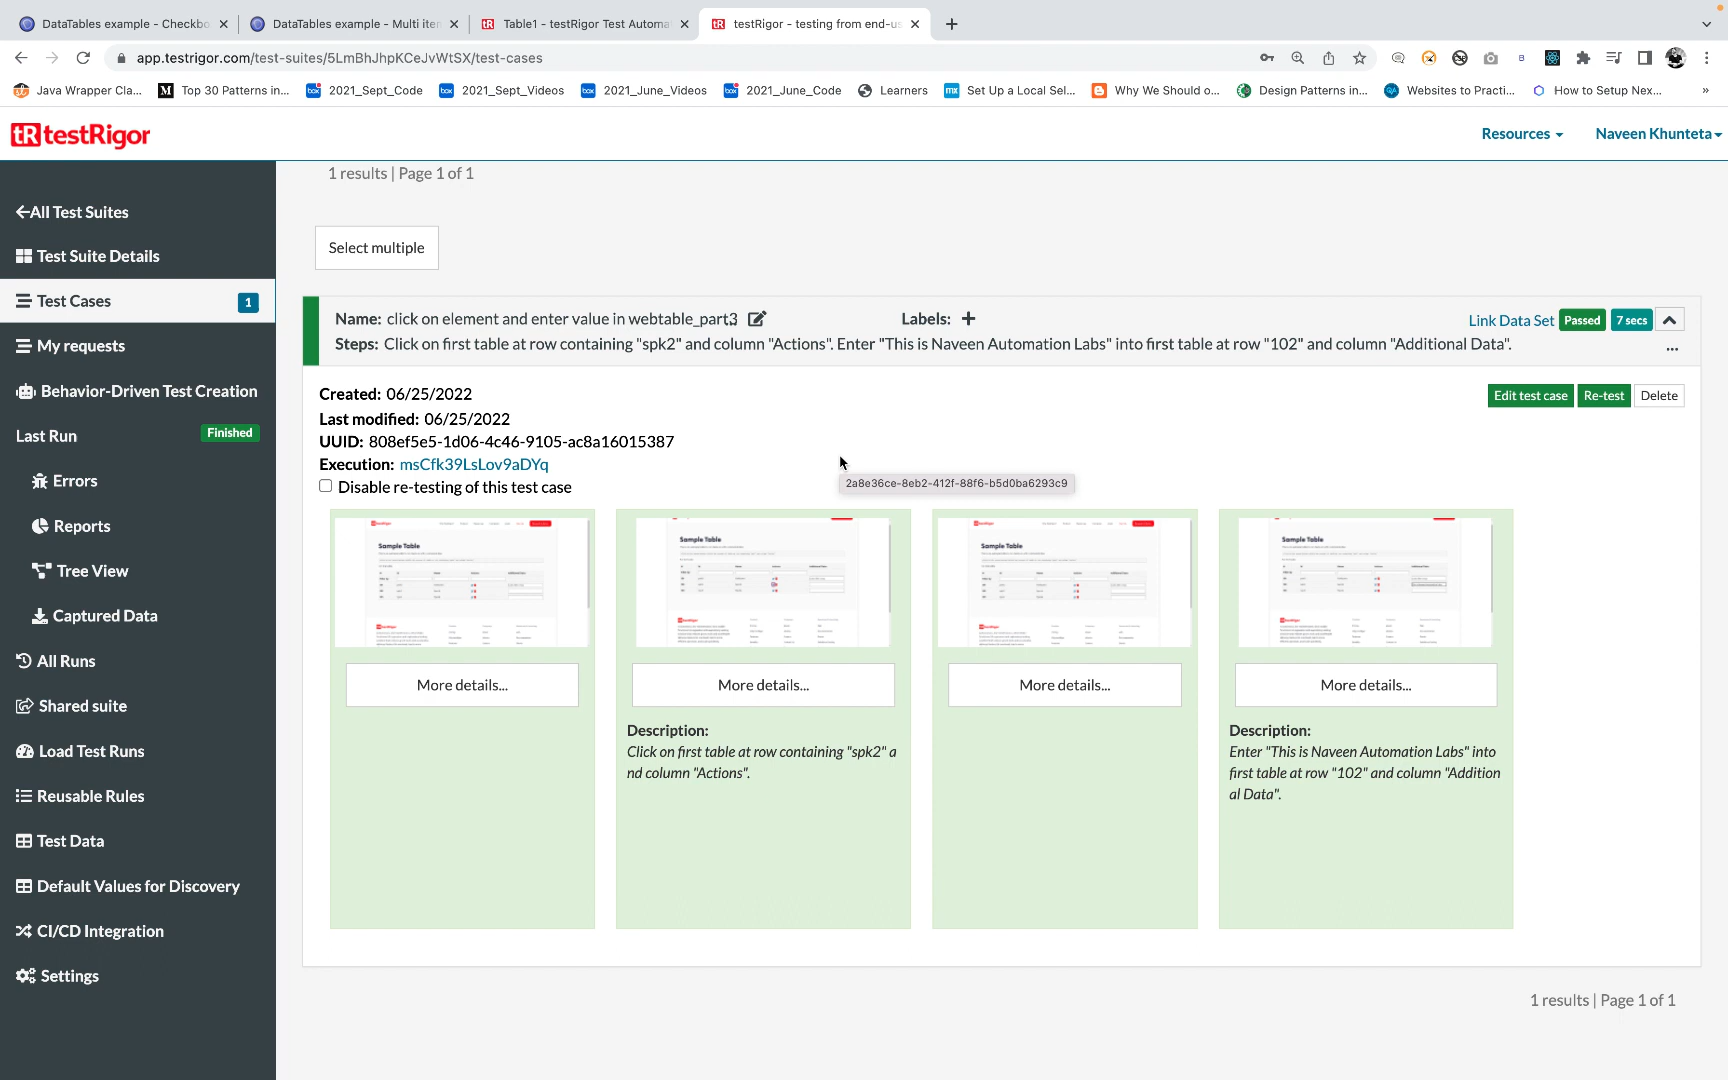 DataTables example - Checkbo
DataTables example - Multi iter
Table1 - testRigor Test Automa
testRigor - testing from end-us
app.testrigor.com/test-suites/5LmBhJhpKCeJvWtSX/test-cases
Java Wrapper Cla...
Top 30 Patterns in...
2021_Sept_Code
2021_Sept_Videos
2021_June_Videos
2021_June_Code
Learners
Set Up a Local Sel...
Why We Should o...
Design Patterns in...
Websites to Practi...
How to Setup Nex...
»
tR testRigor
Resources
Naveen Khunteta
All Test Suites
Test Suite Details
Test Cases 1
My requests
Behavior-Driven Test Creation
Last Run Finished
Errors
Reports
Tree View
Captured Data
All Runs
Shared suite
Load Test Runs
Reusable Rules
Test Data
Default Values for Discovery
CI/CD Integration
Settings
1 results | Page 1 of 1
Select multiple
Name: click on element and enter value in webtable_part3
Labels: +
Link Data Set Passed 7 secs
Steps: Click on first table at row containing "spk2" and column "Actions". Enter "This is Naveen Automation Labs" into first table at row "102" and column "Additional Data".
...
Created: 06/25/2022
Edit test case Re-test Delete
Last modified: 06/25/2022
UUID: 808ef5e5-1d06-4c46-9105-ac8a16015387
Execution: msCfk39LsLov9aDYq
Disable re-testing of this test case
2a8e36ce-8eb2-412f-88f6-b5d0ba6293c9
Sample Table
Sample Table
Sample Table
Sample Table
More details...
More details...
More details...
More details...
Description:
Click on first table at row containing "spk2" a
nd column "Actions".
Description:
Enter "This is Naveen Automation Labs" into
first table at row "102" and column "Addition
al Data".
1 results | Page 1 of 1